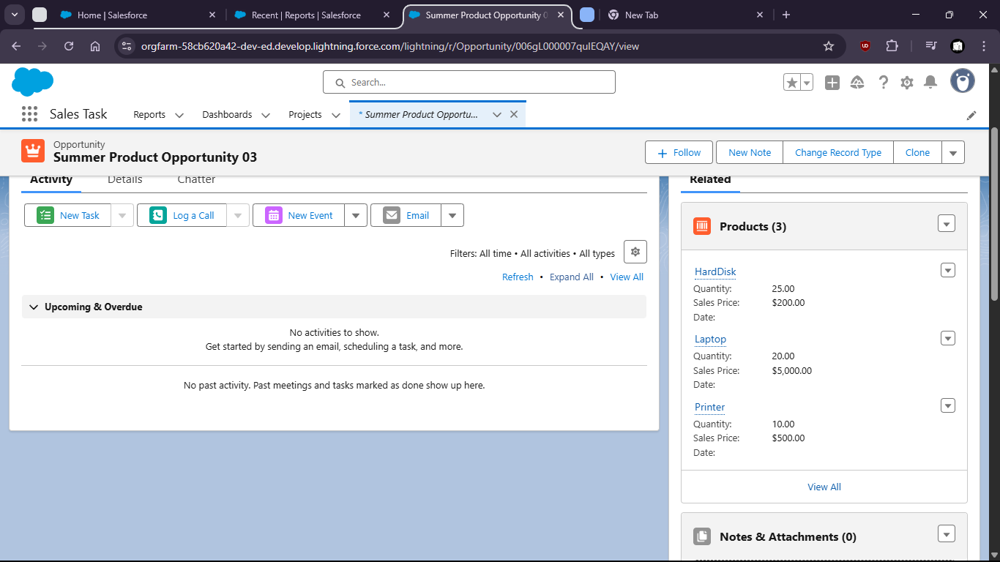 Home | Salesforce
Recent | Reports | Salesforce
Summer Product Opportunity 0
New Tab
orgfarm-58cb620a42-dev-ed.develop.lightning.force.com/lightning/r/Opportunity/006gL000007qulEQAY/view
UD
Search...
Sales Task
Reports
Dashboards
Projects
* Summer Product Opportu...
Opportunity
Summer Product Opportunity 03
Follow
New Note
Change Record Type
Clone
Activity
Details
Chatter
New Task
Log a Call
New Event
Email
Filters: All time • All activities • All types
Refresh • Expand All • View All
Upcoming & Overdue
No activities to show.
Get started by sending an email, scheduling a task, and more.
No past activity. Past meetings and tasks marked as done show up here.
Related
Products (3)
HardDisk
Quantity: 25.00
Sales Price: $200.00
Date:
Laptop
Quantity: 20.00
Sales Price: $5,000.00
Date:
Printer
Quantity: 10.00
Sales Price: $500.00
Date:
View All
Notes & Attachments (0)